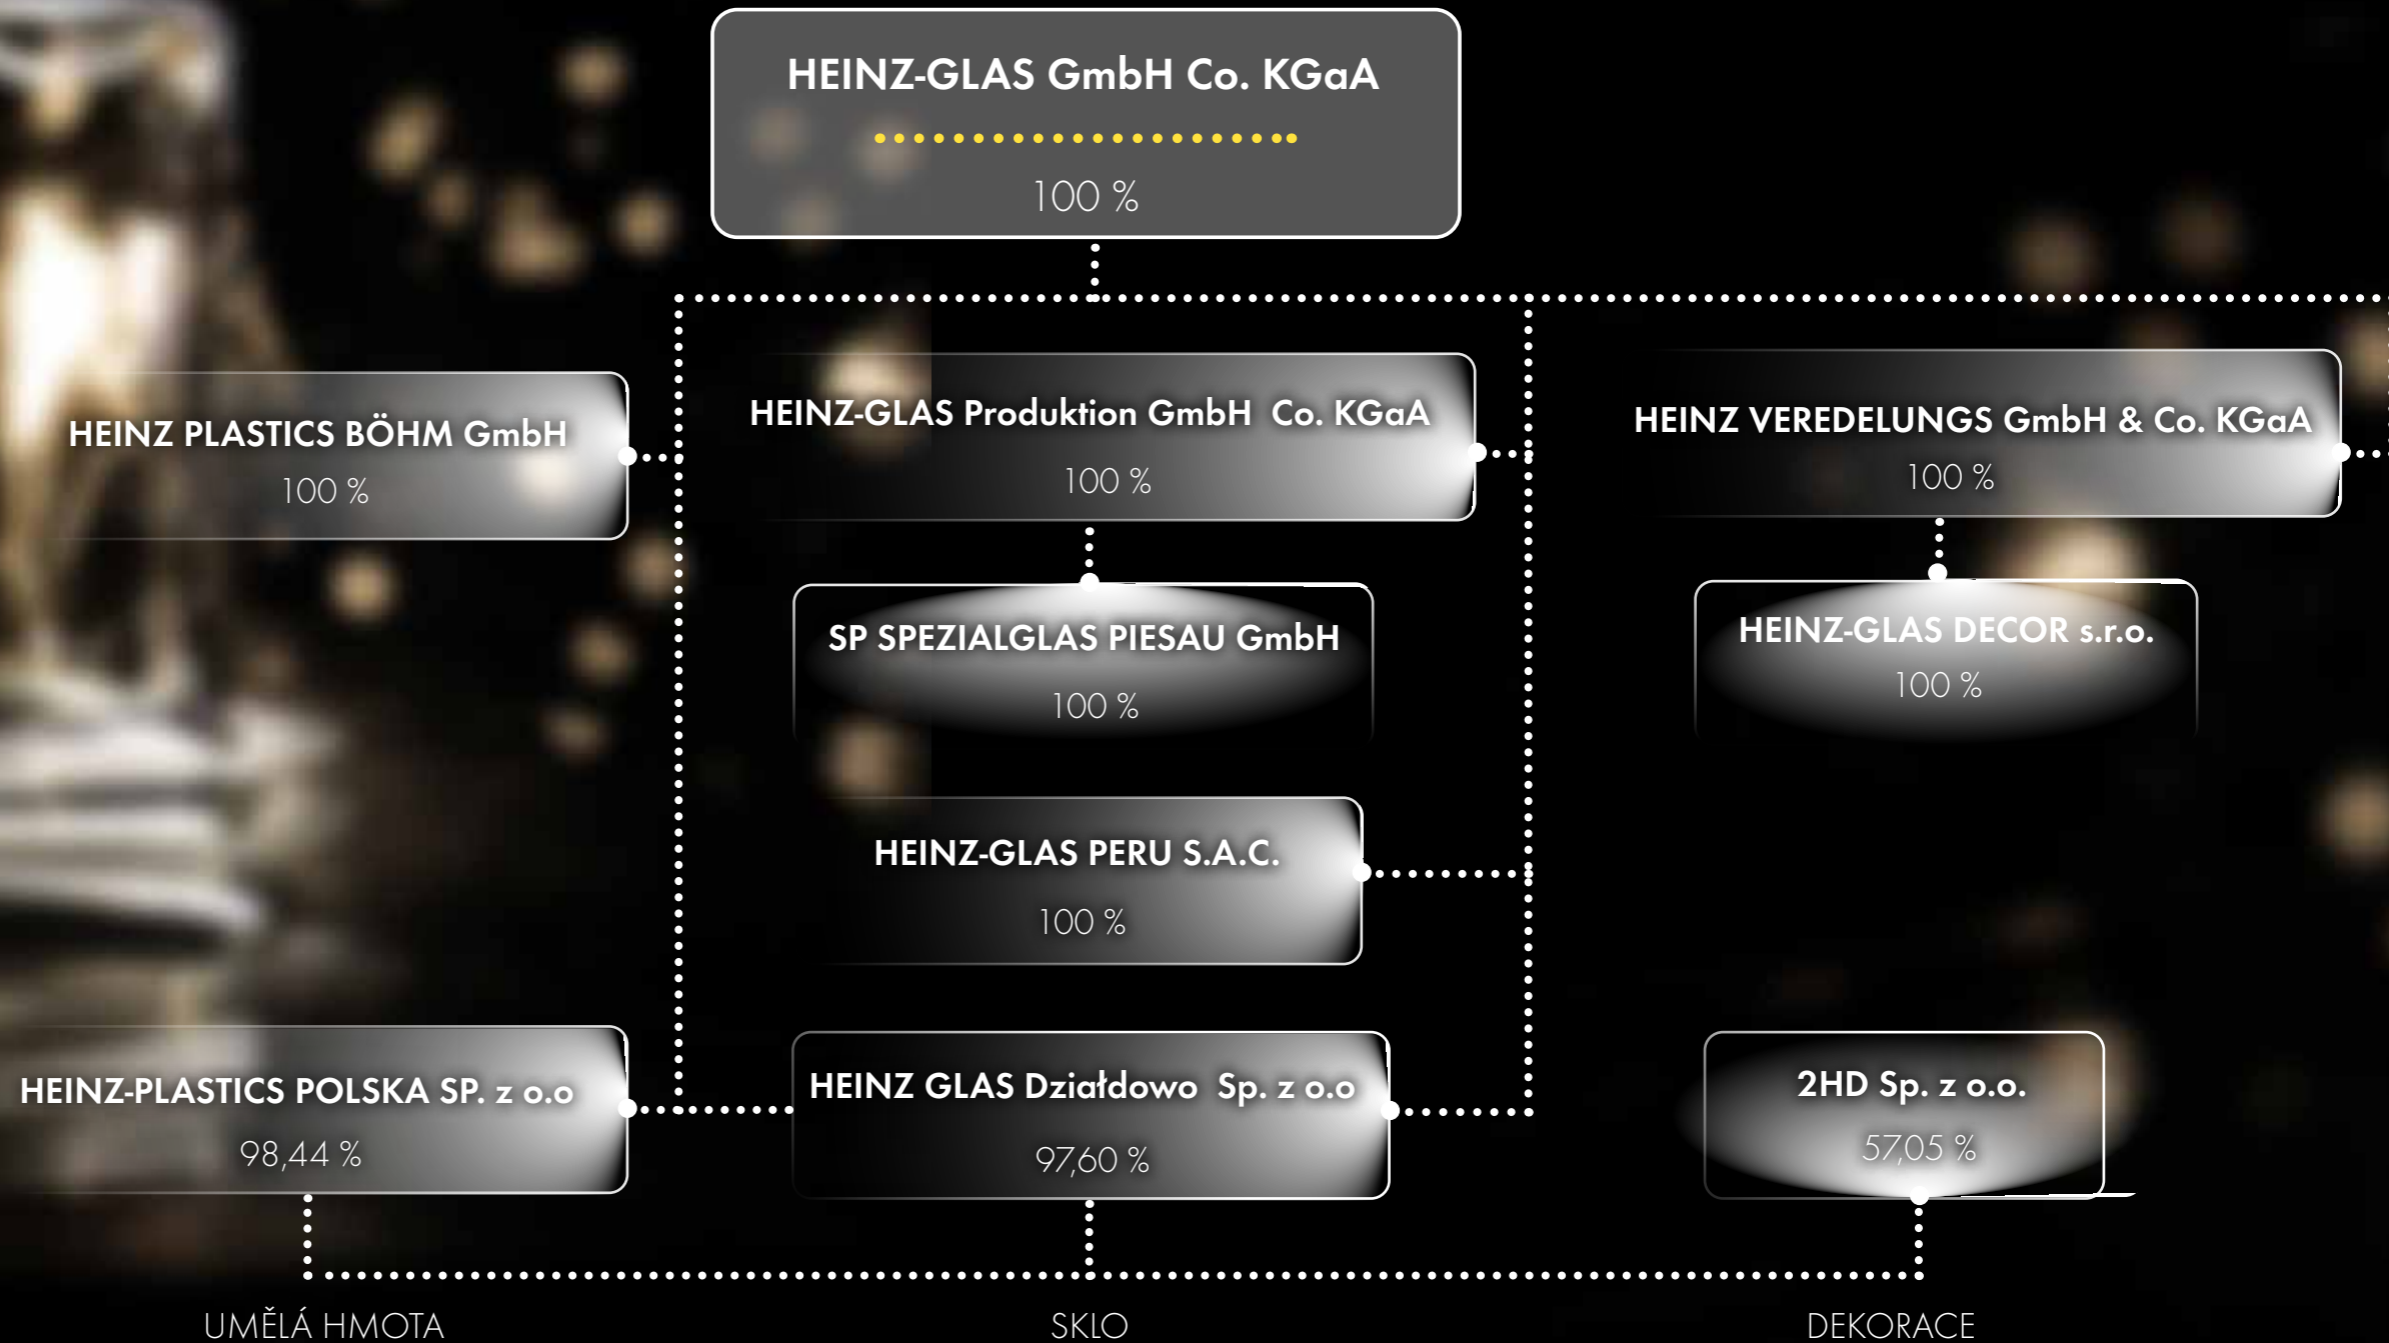 HEINZ-GLAS GmbH Co. KGaA
100 %
HEINZ PLASTICS BÖHM GmbH
100 %
HEINZ-GLAS Produktion GmbH  Co. KGaA
100 %
HEINZ VEREDELUNGS GmbH & Co. KGaA
100 %
SP SPEZIALGLAS PIESAU GmbH
100 %
HEINZ-GLAS DECOR s.r.o.
100 %
HEINZ-GLAS PERU S.A.C.
100 %
HEINZ-PLASTICS POLSKA SP. z o.o
98,44 %
HEINZ GLAS Działdowo  Sp. z o.o
97,60 %
2HD Sp. z o.o.
57,05 %
UMĚLÁ HMOTA
SKLO
DEKORACE